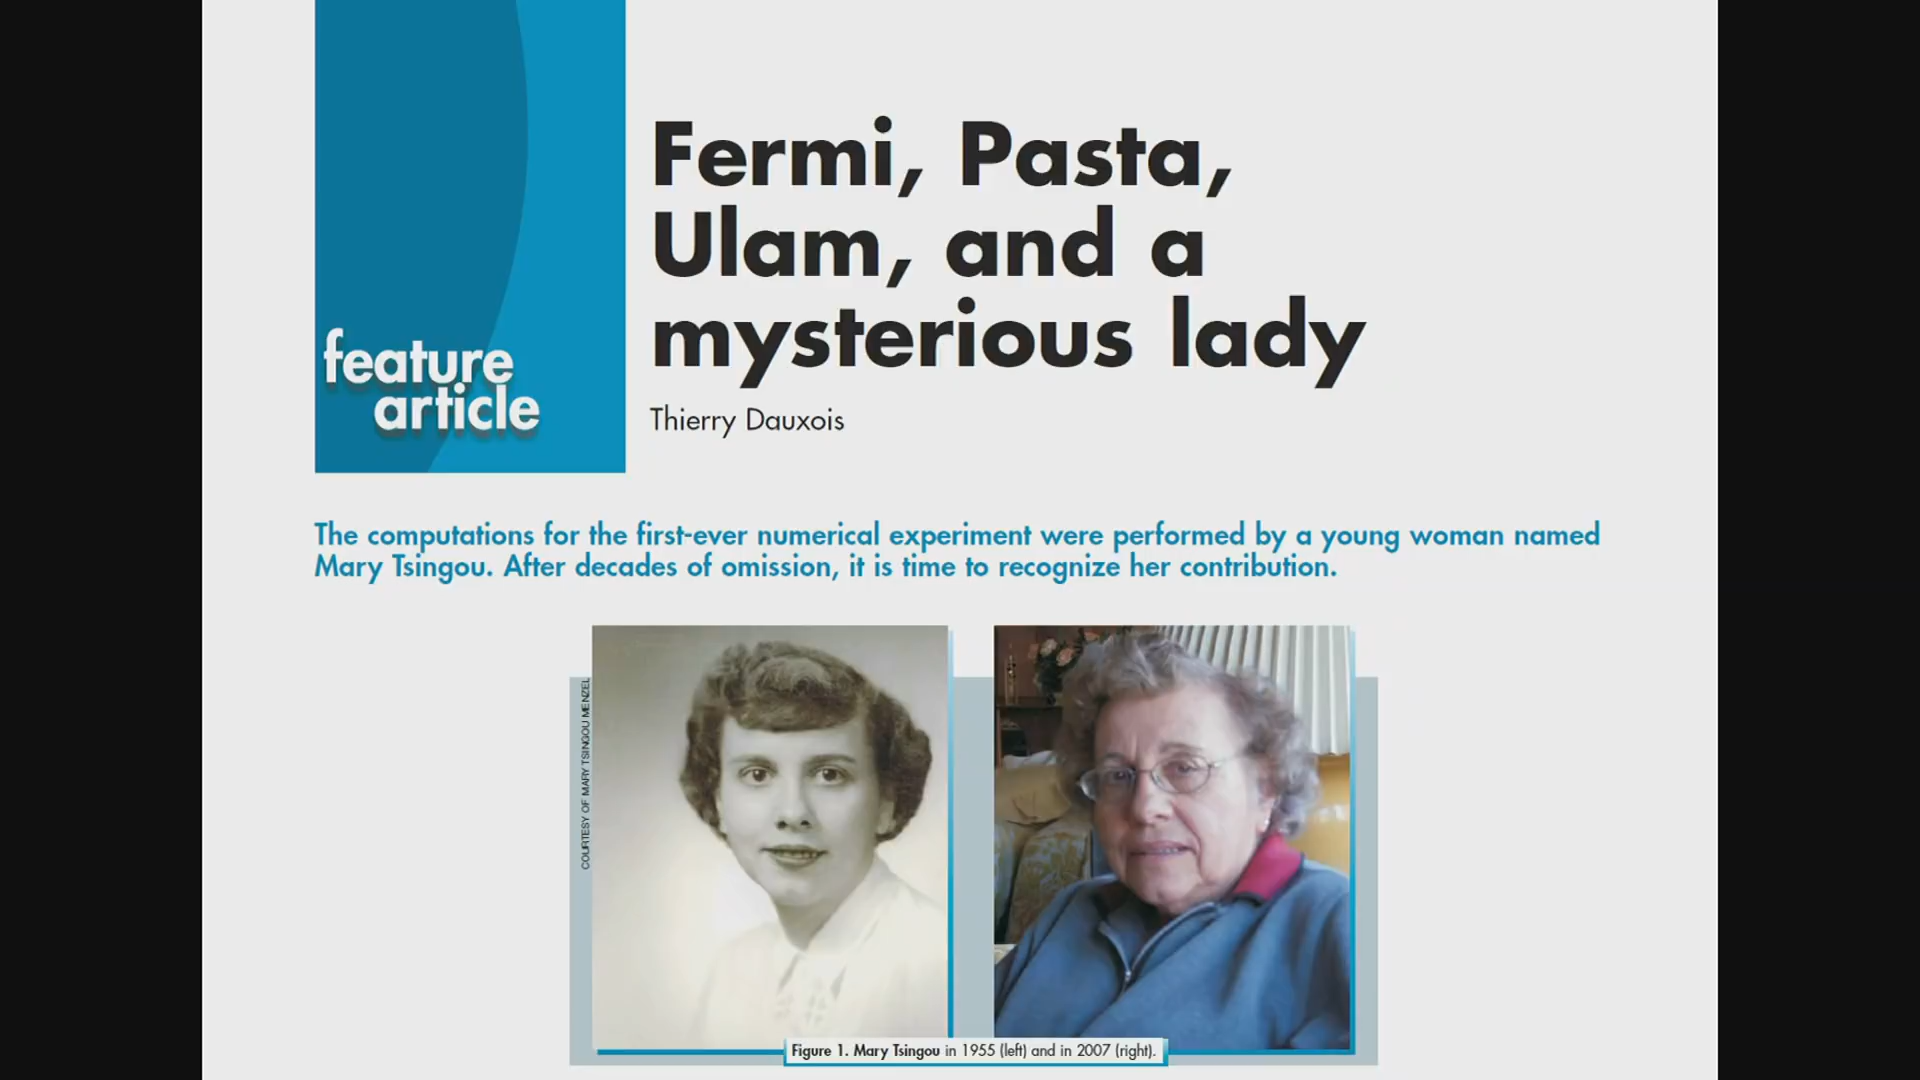 Fermi, Pasta,
Ulam, and a
mysterious lady
feature
article
Thierry Dauxois
The computations for the first-ever numerical experiment were performed by a young woman named
Mary Tsingou. After decades of omission, it is time to recognize her contribution.
COURTESY OF MARY TSINGOU MENZEL
Figure 1. Mary Tsingou in 1955 (left) and in 2007 (right).